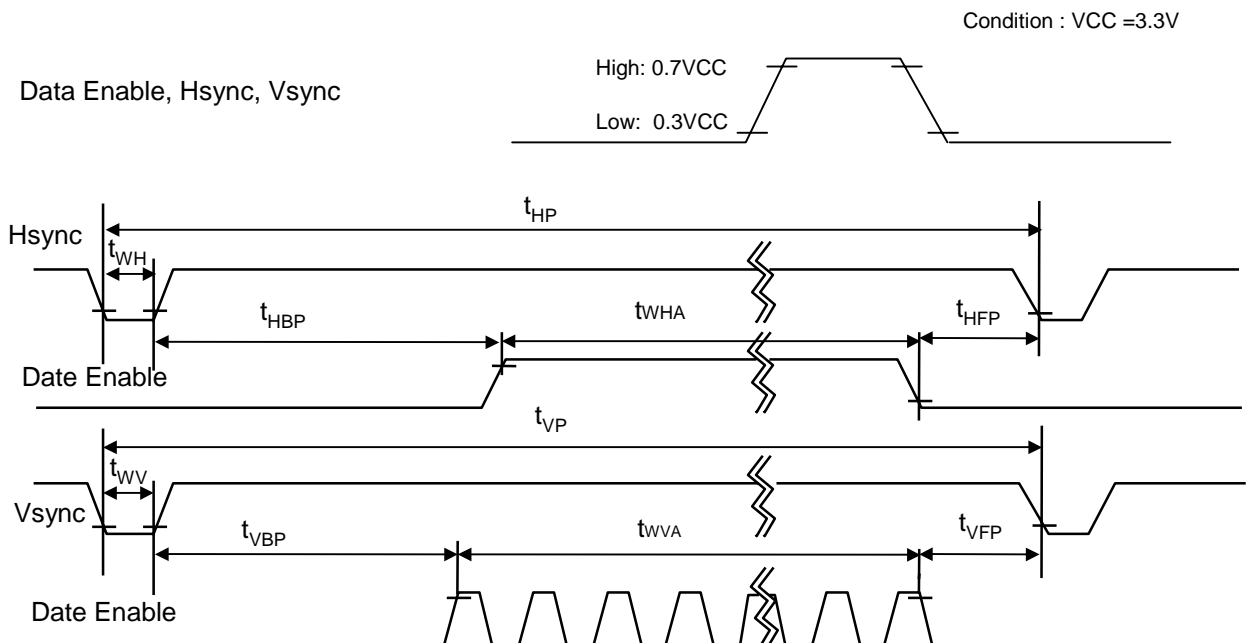 Condition : VCC =3.3V
High: 0.7VCC
Data Enable, Hsync, Vsync
Low: 0.3VCC
tHP
Hsync
tWH
tHBP
tWHA
tHFP
Date Enable
tVP
tWV
Vsync
tVBP
tWVA
tVFP
Date Enable